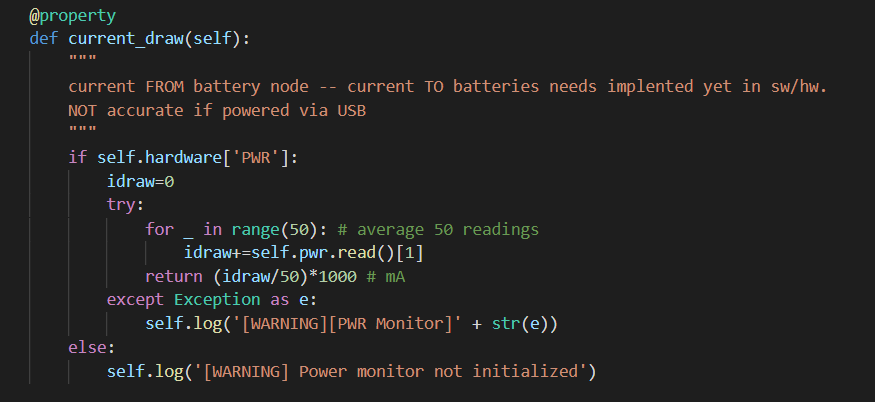 @property
def current_draw(self):
    """
    current FROM battery node -- current TO batteries needs implented yet in sw/hw.
    NOT accurate if powered via USB
    """
    if self.hardware['PWR']:
        idraw=0
        try:
            for _ in range(50): # average 50 readings
                idraw+=self.pwr.read()[1]
            return (idraw/50)*1000 # mA
        except Exception as e:
            self.log('[WARNING][PWR Monitor]' + str(e))
    else:
        self.log('[WARNING] Power monitor not initialized')